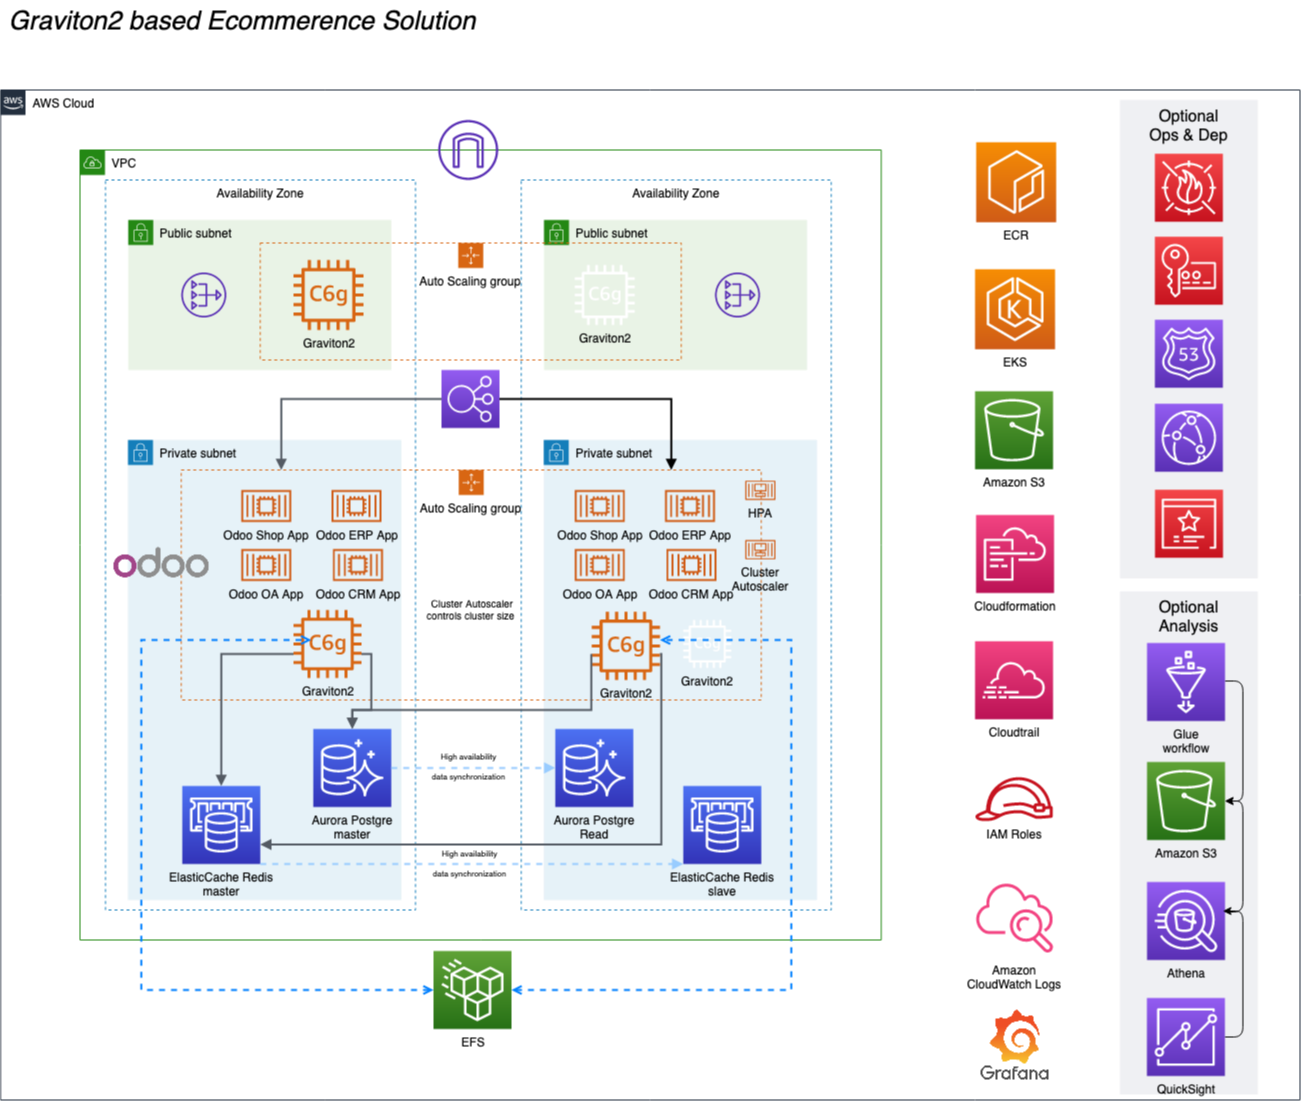 Graviton2 based Ecommerence Solution
aws
AWS Cloud
VPC
Availability Zone
Availability Zone
Public subnet
Public subnet
Auto Scaling group
C6g
Graviton2
C6g
Graviton2
Private subnet
Private subnet
Auto Scaling group
Odoo Shop App
Odoo ERP App
Odoo OA App
Odoo CRM App
odoo
Odoo Shop App
Odoo ERP App
Odoo OA App
Odoo CRM App
HPA
Cluster
Autoscaler
Cluster Autoscaler
controls cluster size
C6g
Graviton2
C6g
Graviton2
C6g
Graviton2
Aurora Postgre
master
High availability
data synchronization
Aurora Postgre
Read
ElasticCache Redis
master
High availability
data synchronization
ElasticCache Redis
slave
EFS
ECR
K
EKS
Amazon S3
Cloudformation
Cloudtrail
IAM Roles
Amazon
CloudWatch Logs
Grafana
Optional
Ops & Dep
53
Optional
Analysis
Glue
workflow
Amazon S3
Athena
QuickSight